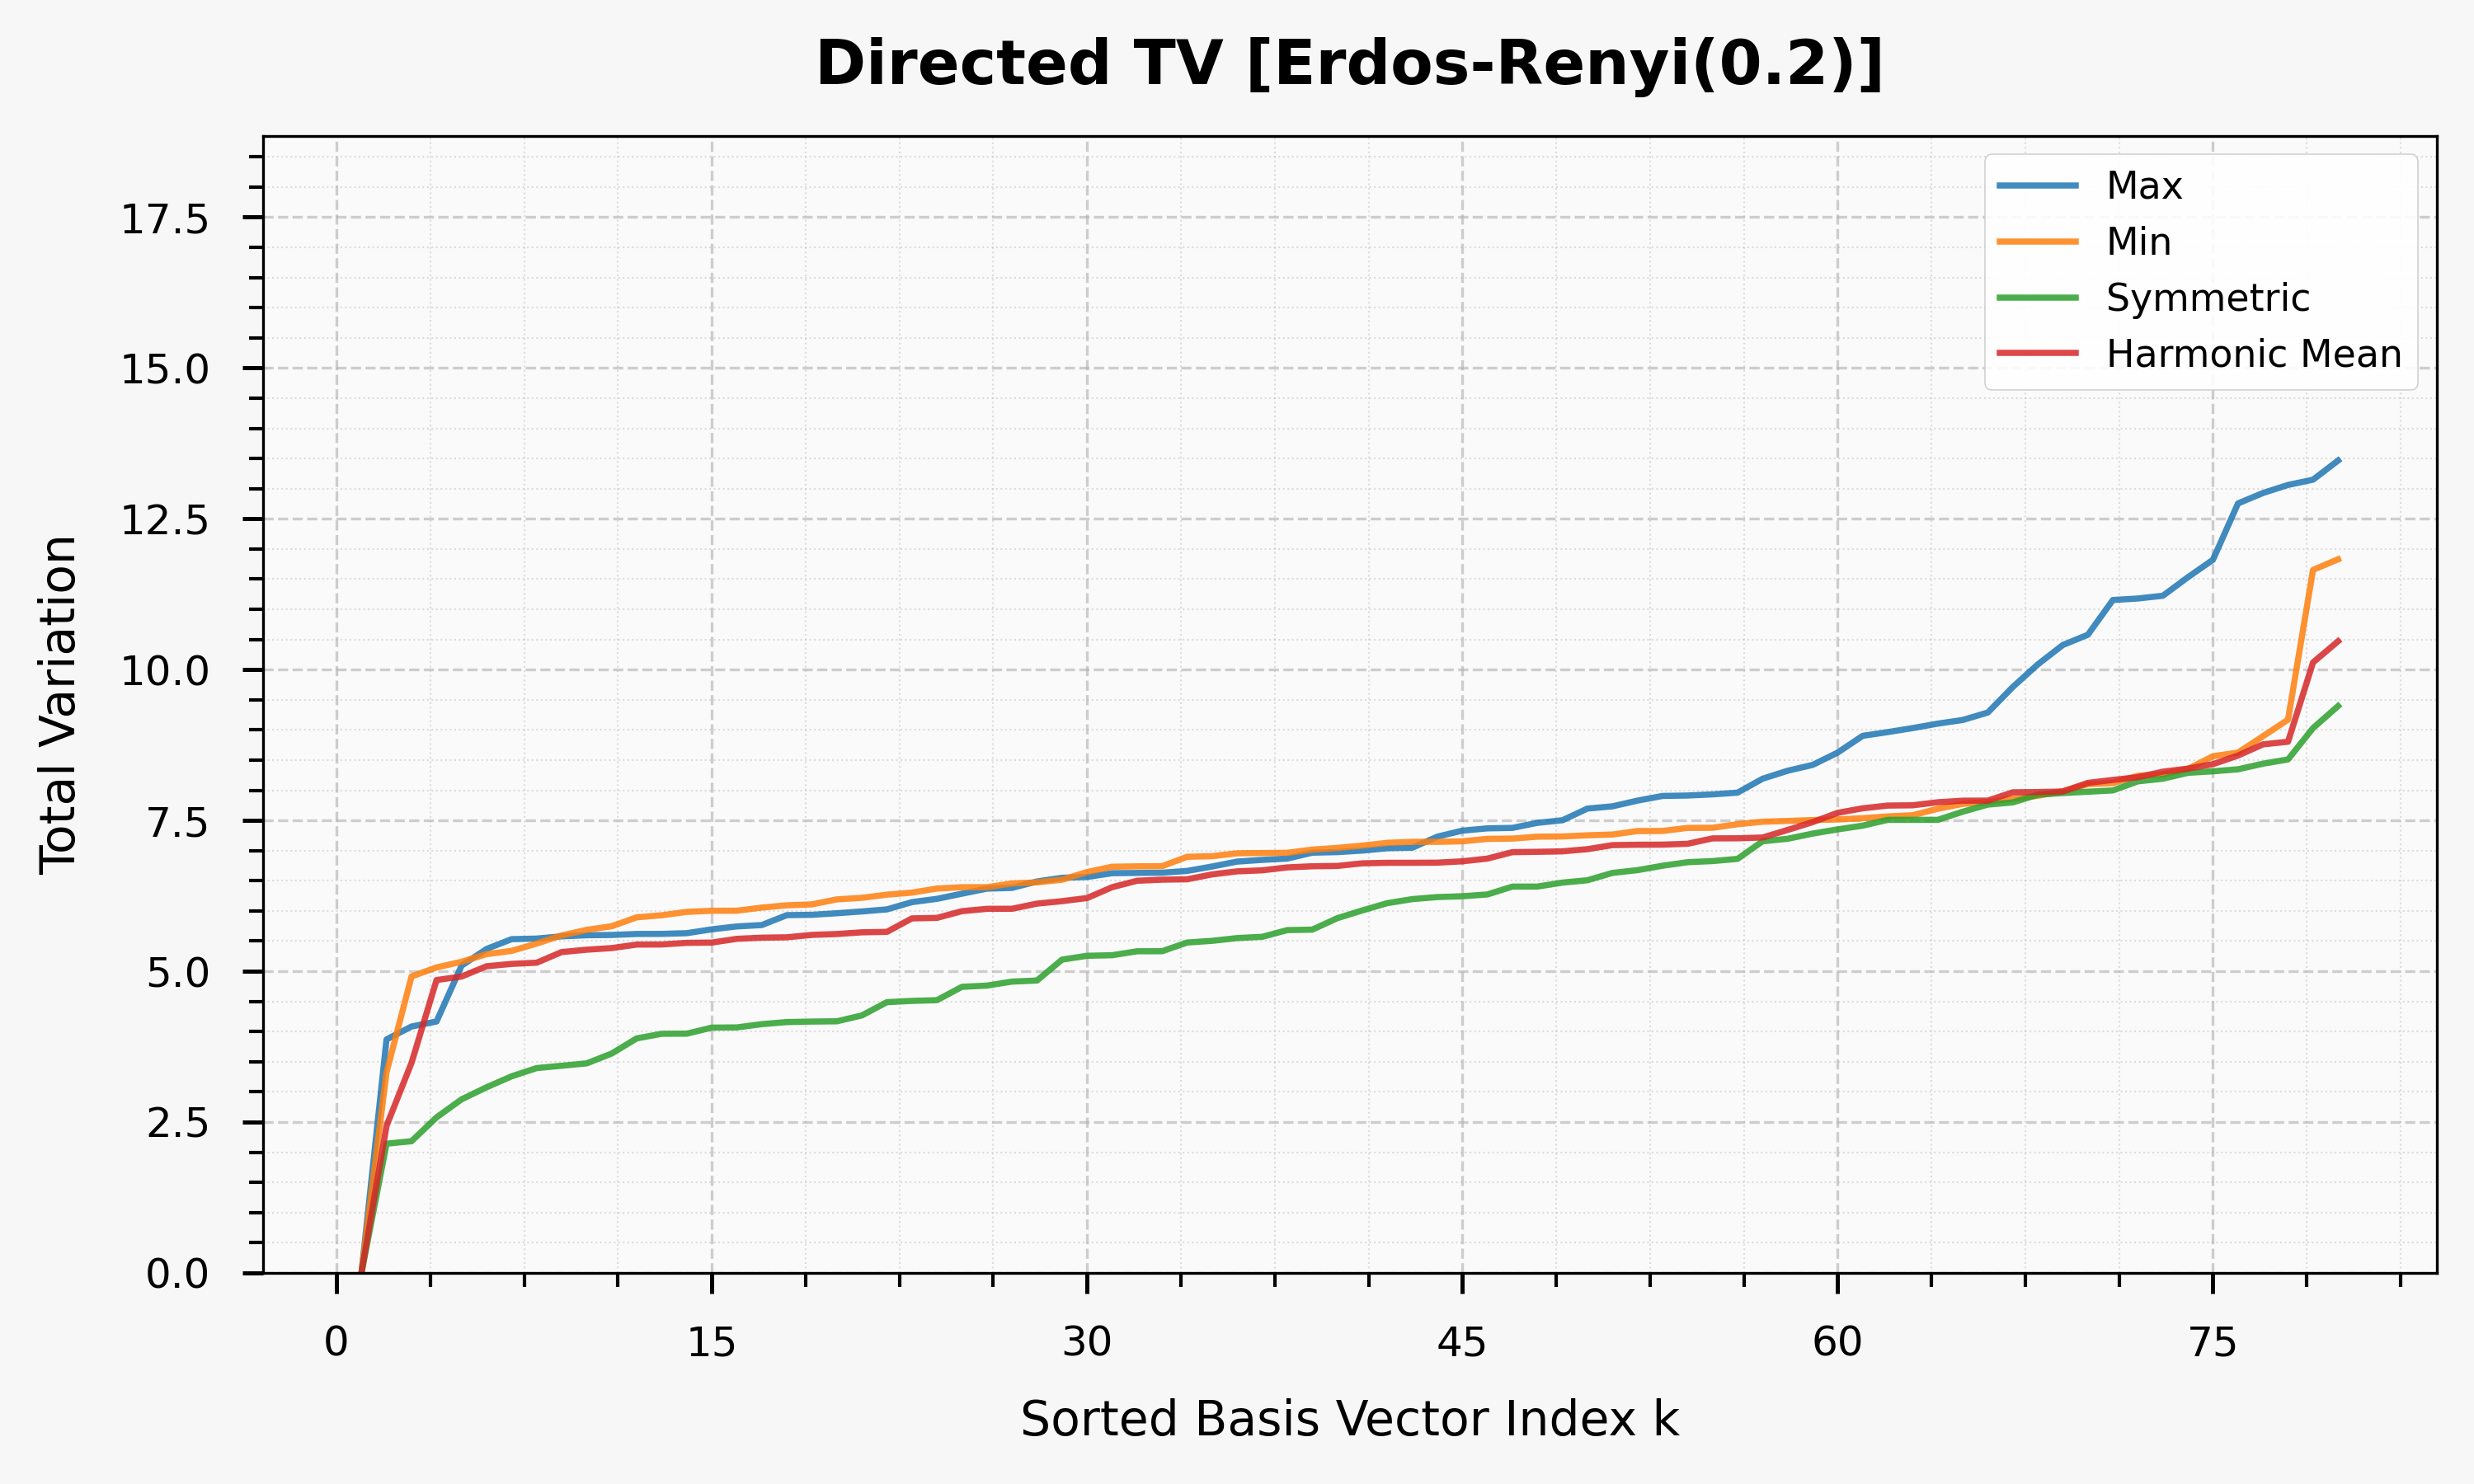 Directed TV [Erdos-Renyi(0.2)]
Max
Min
Symmetric
Harmonic Mean
Total Variation
17.5
15.0
12.5
10.0
7.5
5.0
2.5
0.0
0 15 30 45 60 75
Sorted Basis Vector Index k